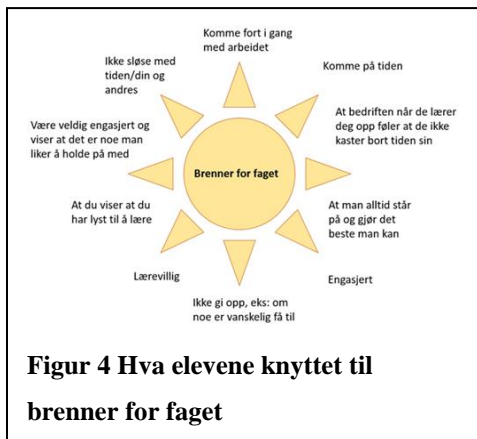 Komme fort i gang
med arbeidet
Ikke sløse med
tiden/din og
andres
Komme på tiden
Være veldig engasjert og
viser at det er noe man
liker å holde på med
At bedriften når de lærer
deg opp føler at de ikke
kaster bort tiden sin
Brenner for faget
At du viser at du
har lyst til å lære
At man alltid står
på og gjør det
beste man kan
Lærevillig
Engasjert
Ikke gi opp, eks: om
noe er vanskelig få til
Figur 4 Hva elevene knyttet til
brenner for faget